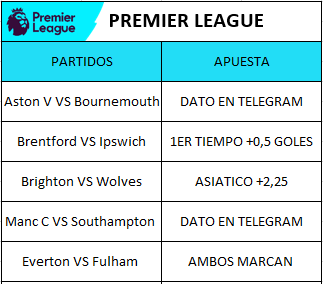 Premier
League
PREMIER LEAGUE
PARTIDOS APUESTA
Aston V VS Bournemouth DATO EN TELEGRAM
Brentford VS Ipswich 1ER TIEMPO +0,5 GOLES
Brighton VS Wolves ASIATICO +2,25
Manc C VS Southampton DATO EN TELEGRAM
Everton VS Fulham AMBOS MARCAN